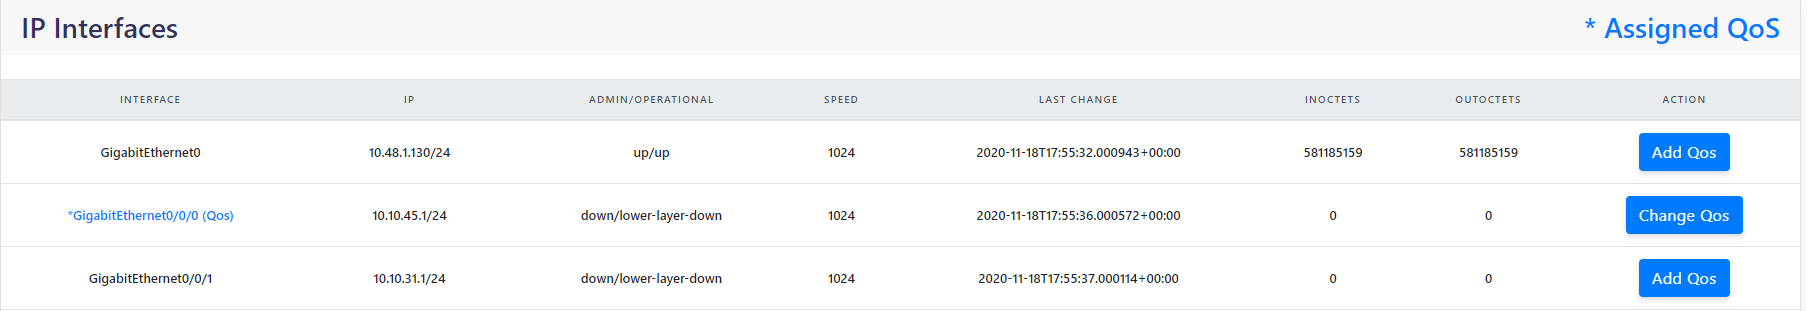 IP Interfaces * Assigned QoS
INTERFACE IP ADMIN/OPERATIONAL SPEED LAST CHANGE INOCTETS OUTOCTETS ACTION
GigabitEthernet0 10.48.1.130/24 up/up 1024 2020-11-18T17:55:32.000943+00:00 581185159 581185159 Add Qos
*GigabitEthernet0/0/0 (Qos) 10.10.45.1/24 down/lower-layer-down 1024 2020-11-18T17:55:36.000572+00:00 0 0 Change Qos
GigabitEthernet0/0/1 10.10.31.1/24 down/lower-layer-down 1024 2020-11-18T17:55:37.000114+00:00 0 0 Add Qos